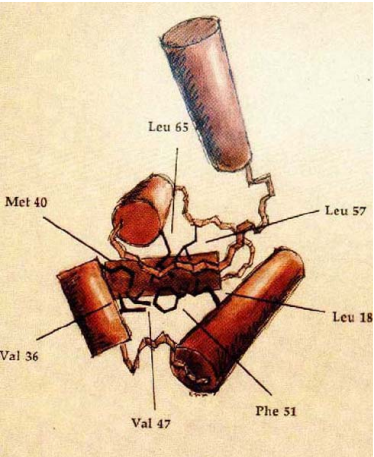 Leu 65
Met 40
Leu 57
Leu 18
Val 36
Phe 51
Val 47